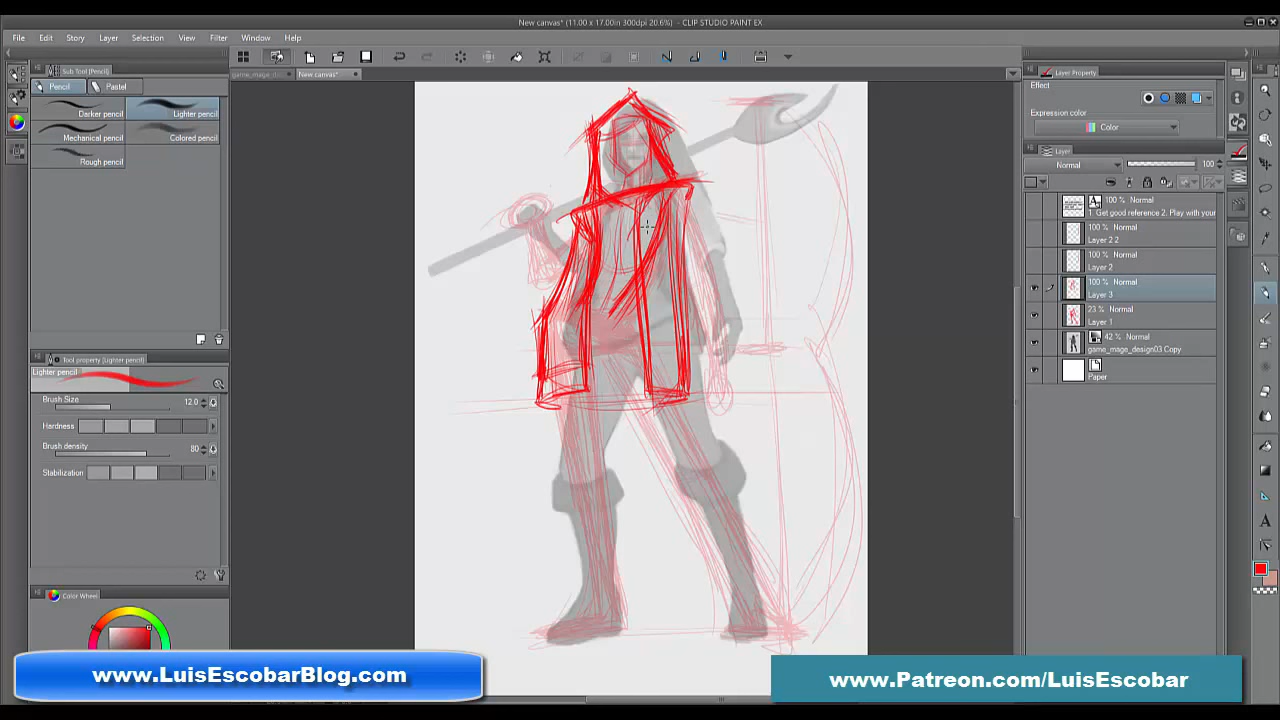 New canvas* (11.00 x 17.00in 300dpi 20.6%) - CLIP STUDIO PAINT EX
File Edit Story Layer Selection View Filter Window Help
Sub Tool [Pencil]
Pencil Pastel
Darker pencil Lighter pencil
Mechanical pencil Colored pencil
Rough pencil
Tool property [Lighter pencil]
Lighter pencil
Brush Size 12.0
Hardness
Brush density 80
Stabilization
Color Wheel
New canvas*
Layer Property
Effect
Expression color
Color
Layer
Normal 100
100 % Normal
1. Get good reference 2. Play with your
100 % Normal
Layer 2 2
100 % Normal
Layer 2
100 % Normal
Layer 3
23 % Normal
Layer 1
42 % Normal
game_mage_design03 Copy
Paper
www.LuisEscobarBlog.com
www.Patreon.com/LuisEscobar